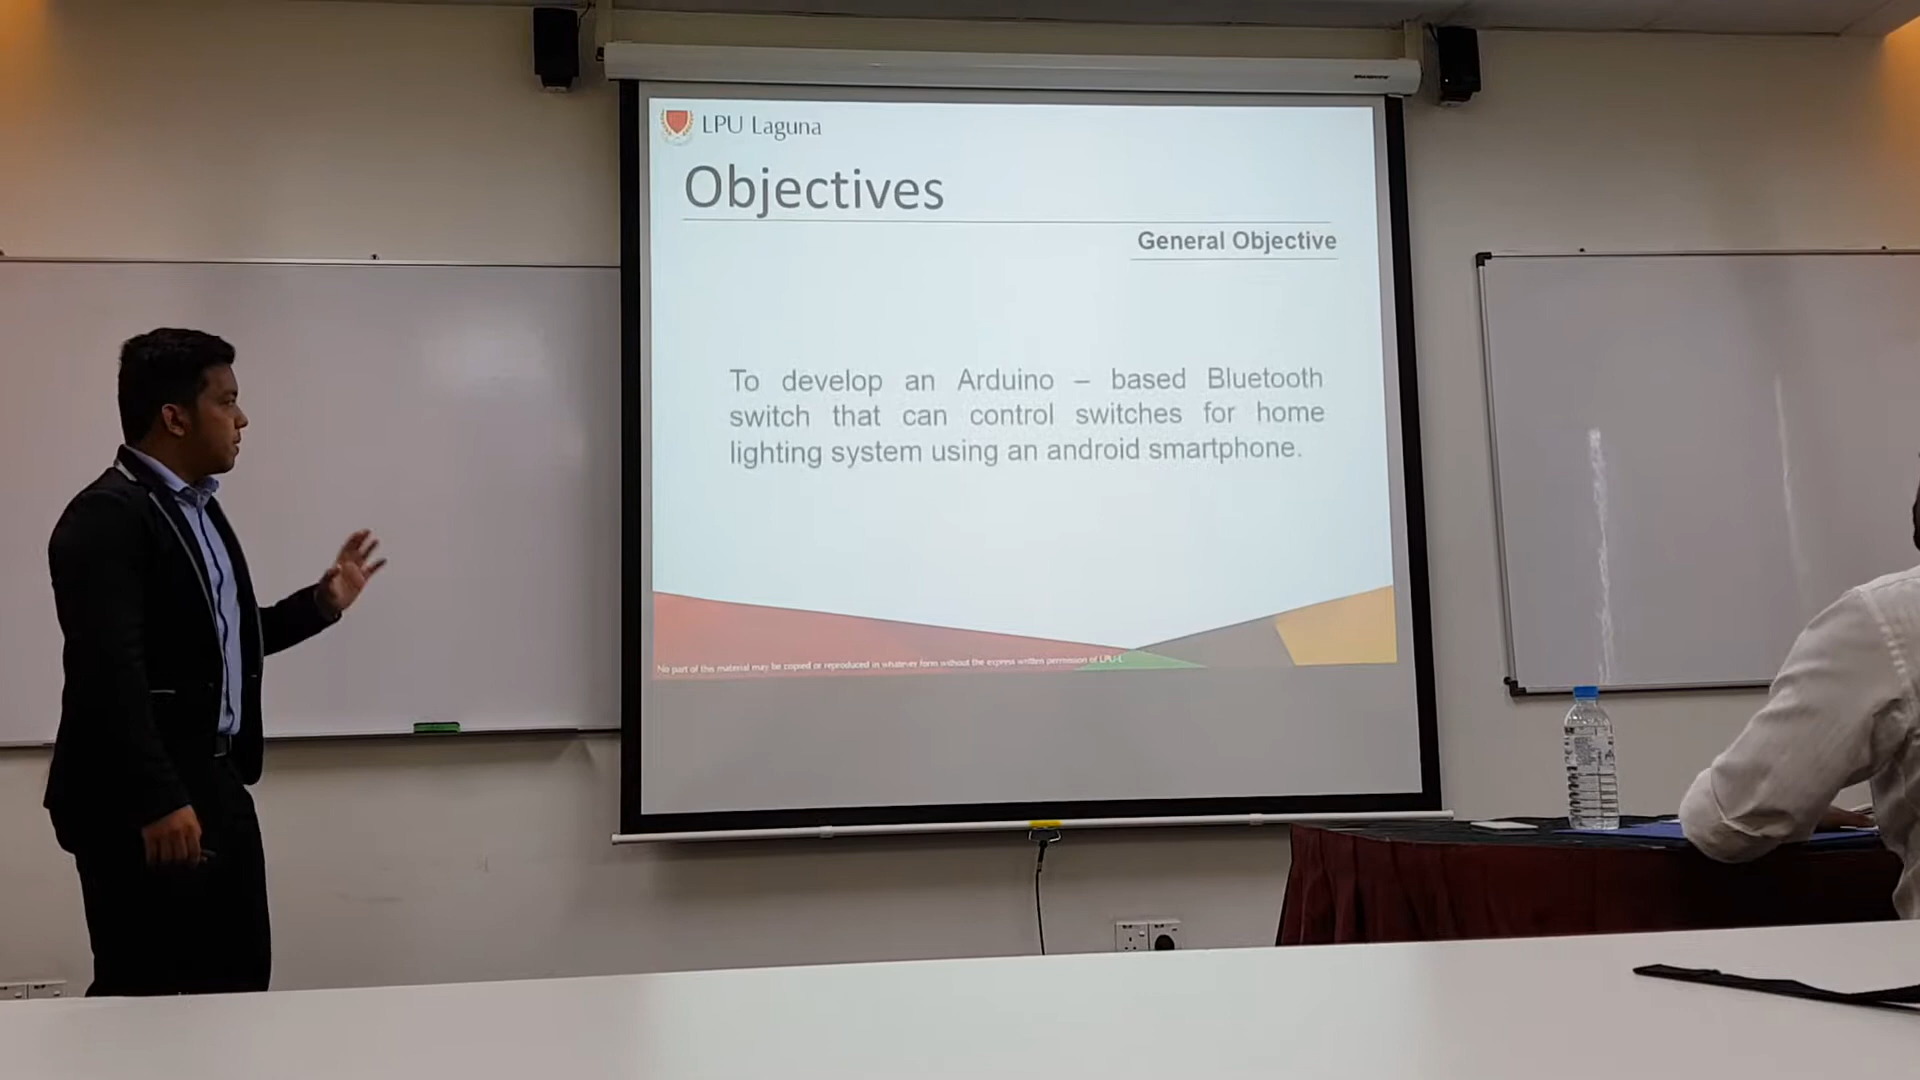 LPU Laguna
Objectives
General Objective
To develop an Arduino – based Bluetooth
switch that can control switches for home
lighting system using an android smartphone.
No part of this material may be copied or reproduced in whatever form without the express written permission of LPU-L